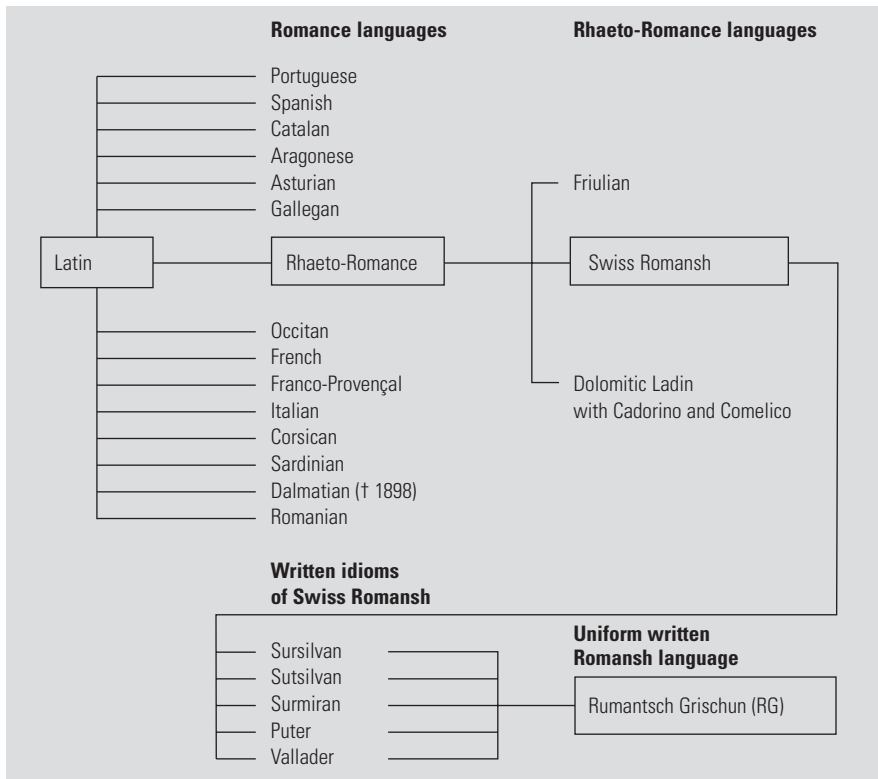 Romance languages
Rhaeto-Romance languages
Portuguese
Spanish
Catalan
Aragonese
Asturian
Gallegan
Friulian
Latin
Rhaeto-Romance
Swiss Romansh
Occitan
French
Franco-Provençal
Italian
Corsican
Sardinian
Dalmatian († 1898)
Romanian
Dolomitic Ladin
with Cadorino and Comelico
Written idioms
of Swiss Romansh
Sursilvan
Sutsilvan
Surmiran
Puter
Vallader
Uniform written
Romansh language
Rumantsch Grischun (RG)